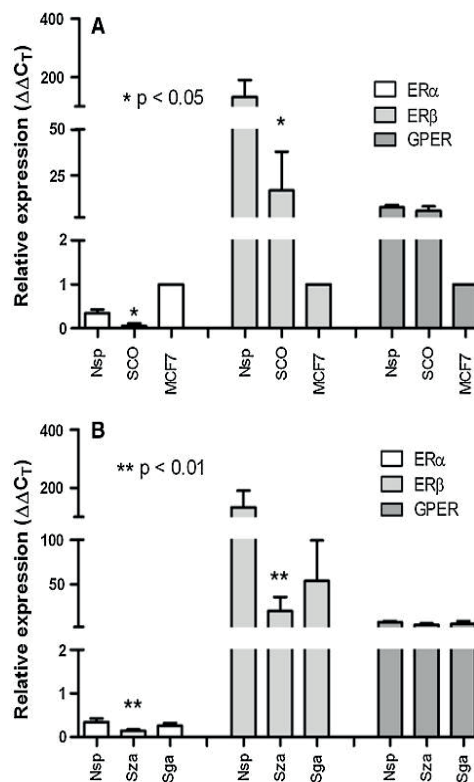 A
Relative expression (ΔΔCT)
400
200
50
25
2
1
0
* p < 0.05
*
*
ERα
ERβ
GPER
Nsp SCO MCF7 Nsp SCO MCF7 Nsp SCO MCF7
B
Relative expression (ΔΔCT)
400
200
100
50
2
1
0
** p < 0.01
**
**
ERα
ERβ
GPER
Nsp Sza Sga Nsp Sza Sga Nsp Sza Sga